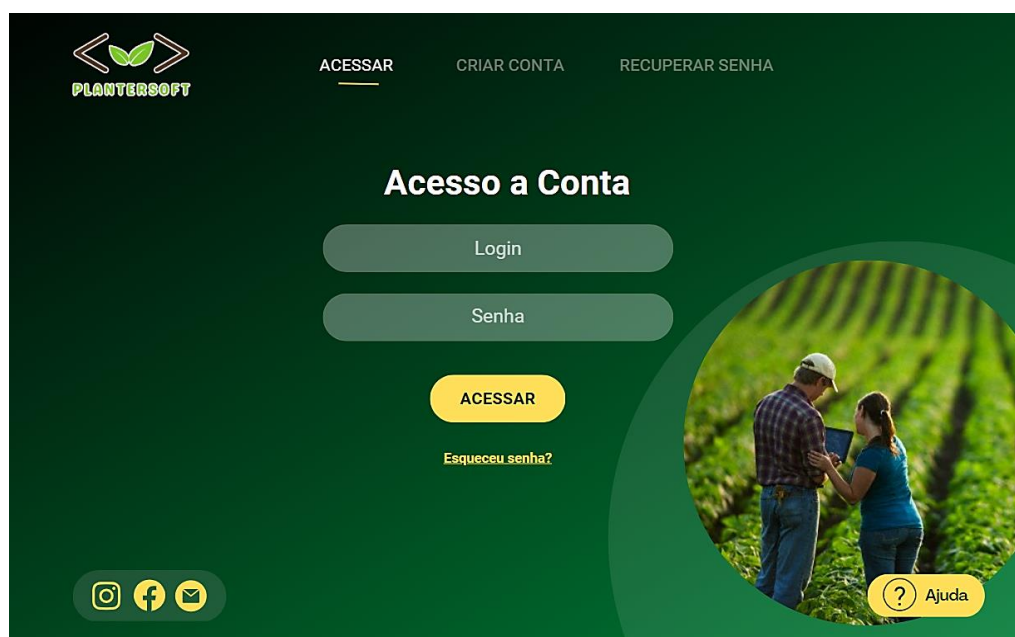 PLANTERSOFT
ACESSAR CRIAR CONTA RECUPERAR SENHA
Acesso a Conta
Login
Senha
ACESSAR
Esqueceu senha?
? Ajuda